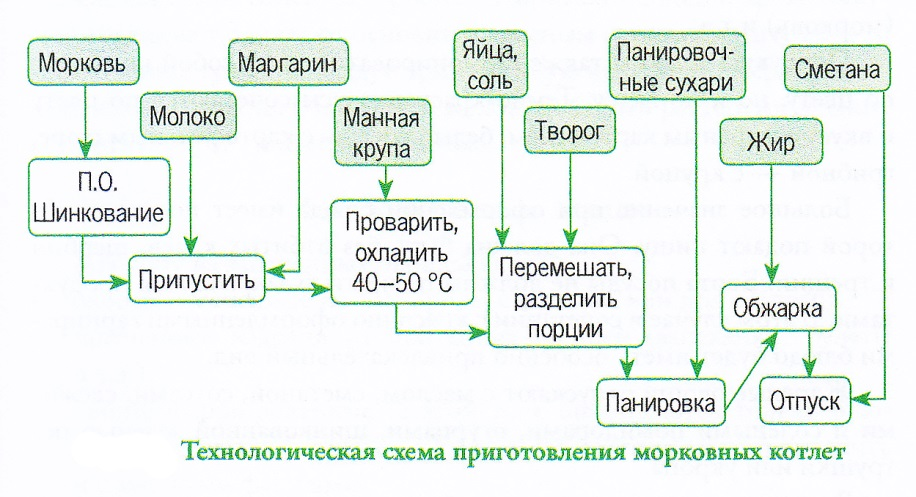 Морковь
Молоко
Маргарин
Манная
крупа
Яйца,
соль
Творог
Панировоч-
ные сухари
Жир
Сметана
П.О.
Шинкование
Припустить
Проварить,
охладить
40–50 °С
Перемешать,
разделить
порции
Панировка
Обжарка
Отпуск
Технологическая схема приготовления морковных котлет